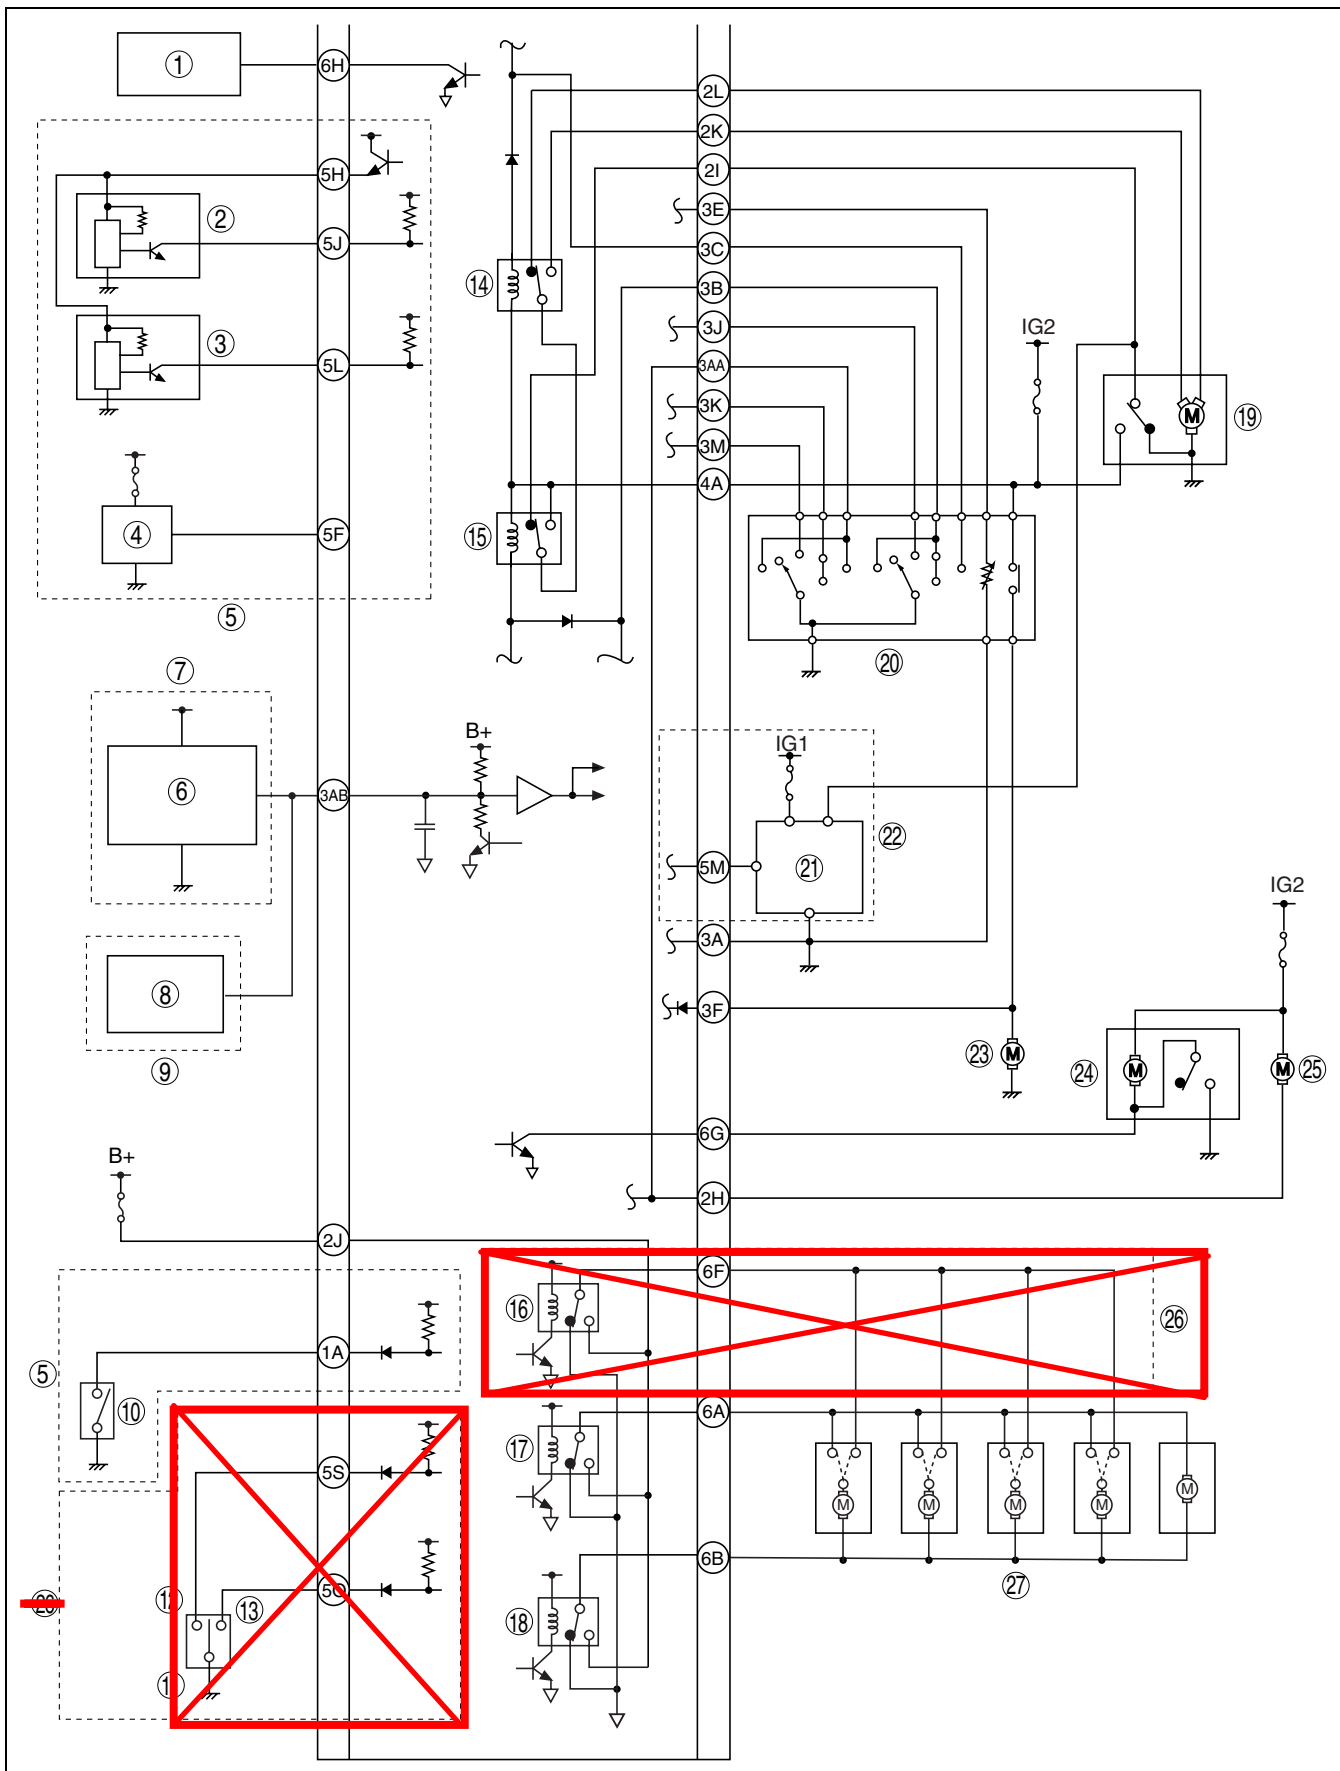 ① 6H
2L
2K
5H 2I
② 3E
5J 3C
⑭ 3B
③ 3J IG2
5L 3AA
3K M ⑲
3M
4A
④ 5F ⑮
⑤
⑳
⑦
B+ IG1
⑥ 3AB
㉒
5M ㉑
IG2
3A
⑧
3F
㉓ M
⑨ ㉔ M M ㉕
6G
B+
2H
2J
6F
⑯ ㉖
1A
⑤
⑩ 6A
⑰
5S
M
M M M M
6B
㉗
⑫ 5Q
⑬
⑱